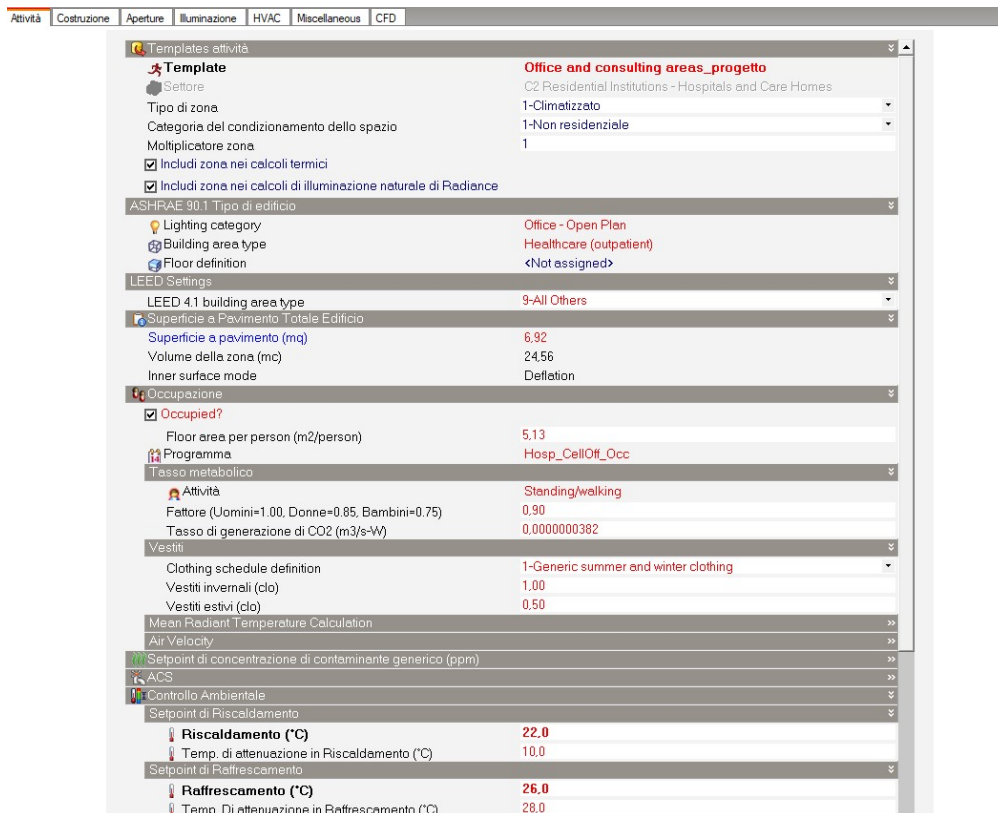 Attività Costruzione Aperture Illuminazione HVAC Miscellaneous CFD
Templates attività
Template Office and consulting areas_progetto
Settore C2 Residential Institutions - Hospitals and Care Homes
Tipo di zona 1-Climatizzato
Categoria del condizionamento dello spazio 1-Non residenziale
Moltiplicatore zona 1
Includi zona nei calcoli termici
Includi zona nei calcoli di illuminazione naturale di Radiance
ASHRAE 90.1 Tipo di edificio
Lighting category Office - Open Plan
Building area type Healthcare (outpatient)
Floor definition <Not assigned>
LEED Settings
LEED 4.1 building area type 9-All Others
Superficie a Pavimento Totale Edificio
Superficie a pavimento (mq) 6,92
Volume della zona (mc) 24,56
Inner surface mode Deflation
Occupazione
Occupied?
Floor area per person (m2/person) 5,13
Programma Hosp_CellOff_Occ
Tasso metabolico
Attività Standing/walking
Fattore (Uomini=1.00, Donne=0.85, Bambini=0.75) 0,90
Tasso di generazione di CO2 (m3/s-W) 0,0000000382
Vestiti
Clothing schedule definition 1-Generic summer and winter clothing
Vestiti invernali (clo) 1,00
Vestiti estivi (clo) 0,50
Mean Radiant Temperature Calculation
Air Velocity
Setpoint di concentrazione di contaminante generico (ppm)
ACS
Controllo Ambientale
Setpoint di Riscaldamento
Riscaldamento (°C) 22,0
Temp. di attenuazione in Riscaldamento (°C) 10,0
Setpoint di Raffrescamento
Raffrescamento (°C) 26,0
Temp. Di attenuazione in Raffrescamento (°C) 28,0